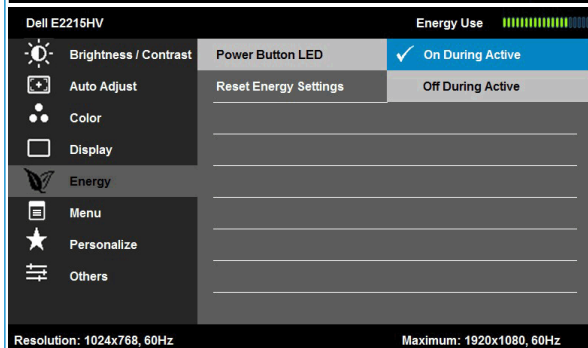 Dell E2215HV Energy Use
Brightness / Contrast Power Button LED On During Active
Auto Adjust Reset Energy Settings Off During Active
Color
Display
Energy
Menu
Personalize
Others
Resolution: 1024x768, 60Hz Maximum: 1920x1080, 60Hz